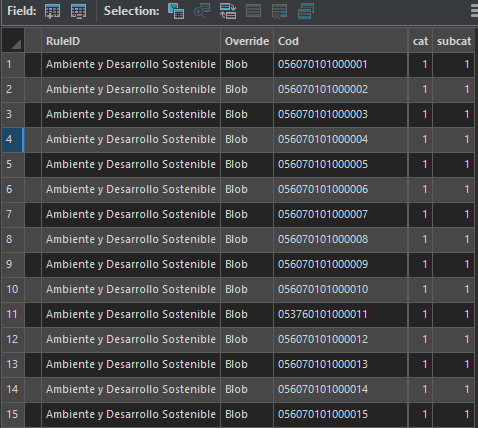 Field: Selection:
RuleID Override Cod cat subcat
1 Ambiente y Desarrollo Sostenible Blob 056070101000001 1 1
2 Ambiente y Desarrollo Sostenible Blob 056070101000002 1 1
3 Ambiente y Desarrollo Sostenible Blob 056070101000003 1 1
4 Ambiente y Desarrollo Sostenible Blob 056070101000004 1 1
5 Ambiente y Desarrollo Sostenible Blob 056070101000005 1 1
6 Ambiente y Desarrollo Sostenible Blob 056070101000006 1 1
7 Ambiente y Desarrollo Sostenible Blob 056070101000007 1 1
8 Ambiente y Desarrollo Sostenible Blob 056070101000008 1 1
9 Ambiente y Desarrollo Sostenible Blob 056070101000009 1 1
10 Ambiente y Desarrollo Sostenible Blob 056070101000010 1 1
11 Ambiente y Desarrollo Sostenible Blob 053760101000011 1 1
12 Ambiente y Desarrollo Sostenible Blob 056070101000012 1 1
13 Ambiente y Desarrollo Sostenible Blob 056070101000013 1 1
14 Ambiente y Desarrollo Sostenible Blob 056070101000014 1 1
15 Ambiente y Desarrollo Sostenible Blob 056070101000015 1 1